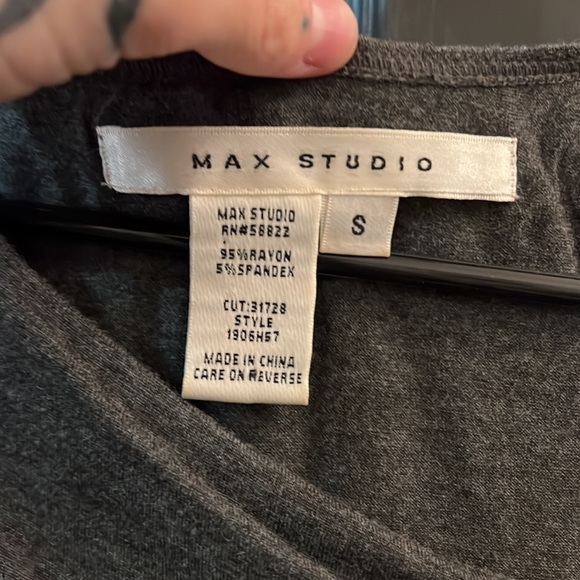 MAX STUDIO
MAX STUDIO
RN#58822
S
95%RAYON
5%SPANDEX
CUT:31728
STYLE
1906H57
MADE IN CHINA
CARE ON REVERSE